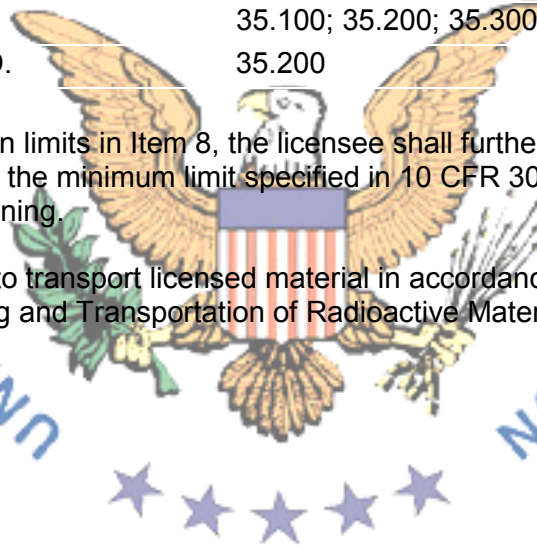 35.100; 35.200; 35.300
D. 35.200
n limits in Item 8, the licensee shall further
the minimum limit specified in 10 CFR 30
ning.
to transport licensed material in accordanc
g and Transportation of Radioactive Mater